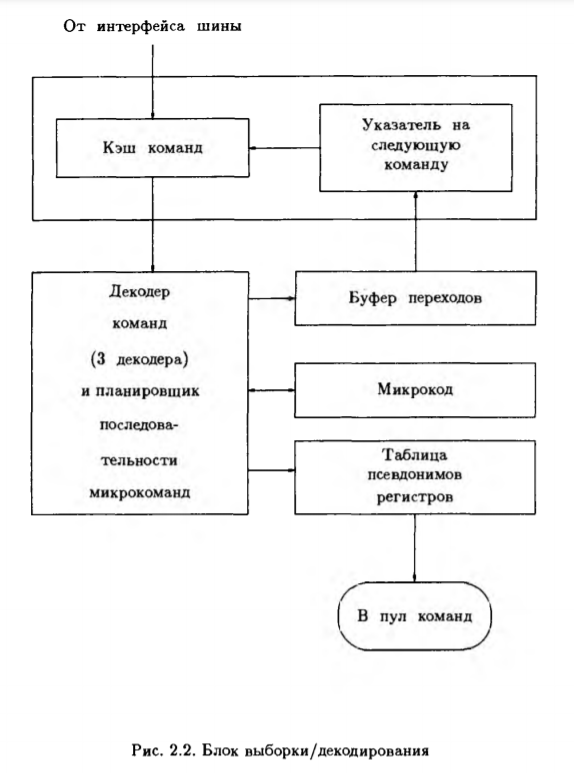 От интерфейса шины
Кэш команд
Указатель на
следующую
команду
Декодер
команд
(3 декодера)
и планировщик
последова-
тельности
микрокоманд
Буфер переходов
Микрокод
Таблица
псевдонимов
регистров
В пул команд
Рис. 2.2. Блок выборки/декодирования